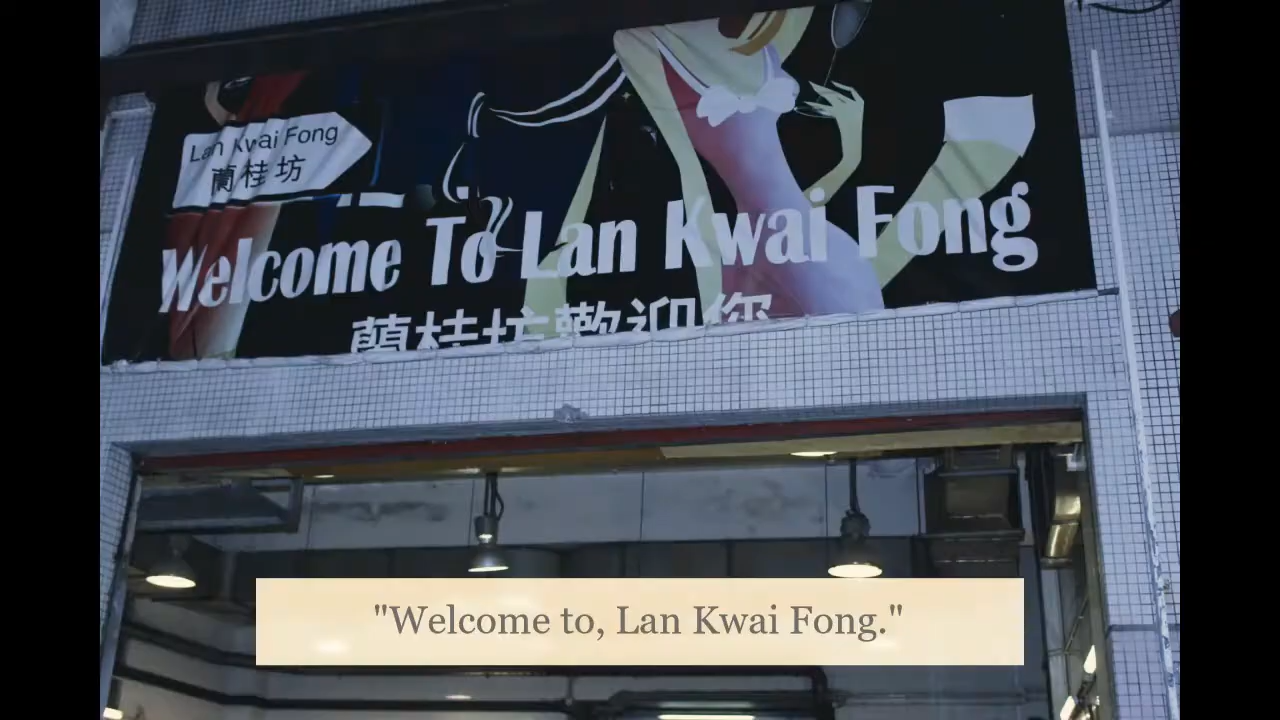 Lan Kwai Fong
蘭桂坊
Welcome To Lan Kwai Fong
蘭桂坊歡迎您
"Welcome to, Lan Kwai Fong."